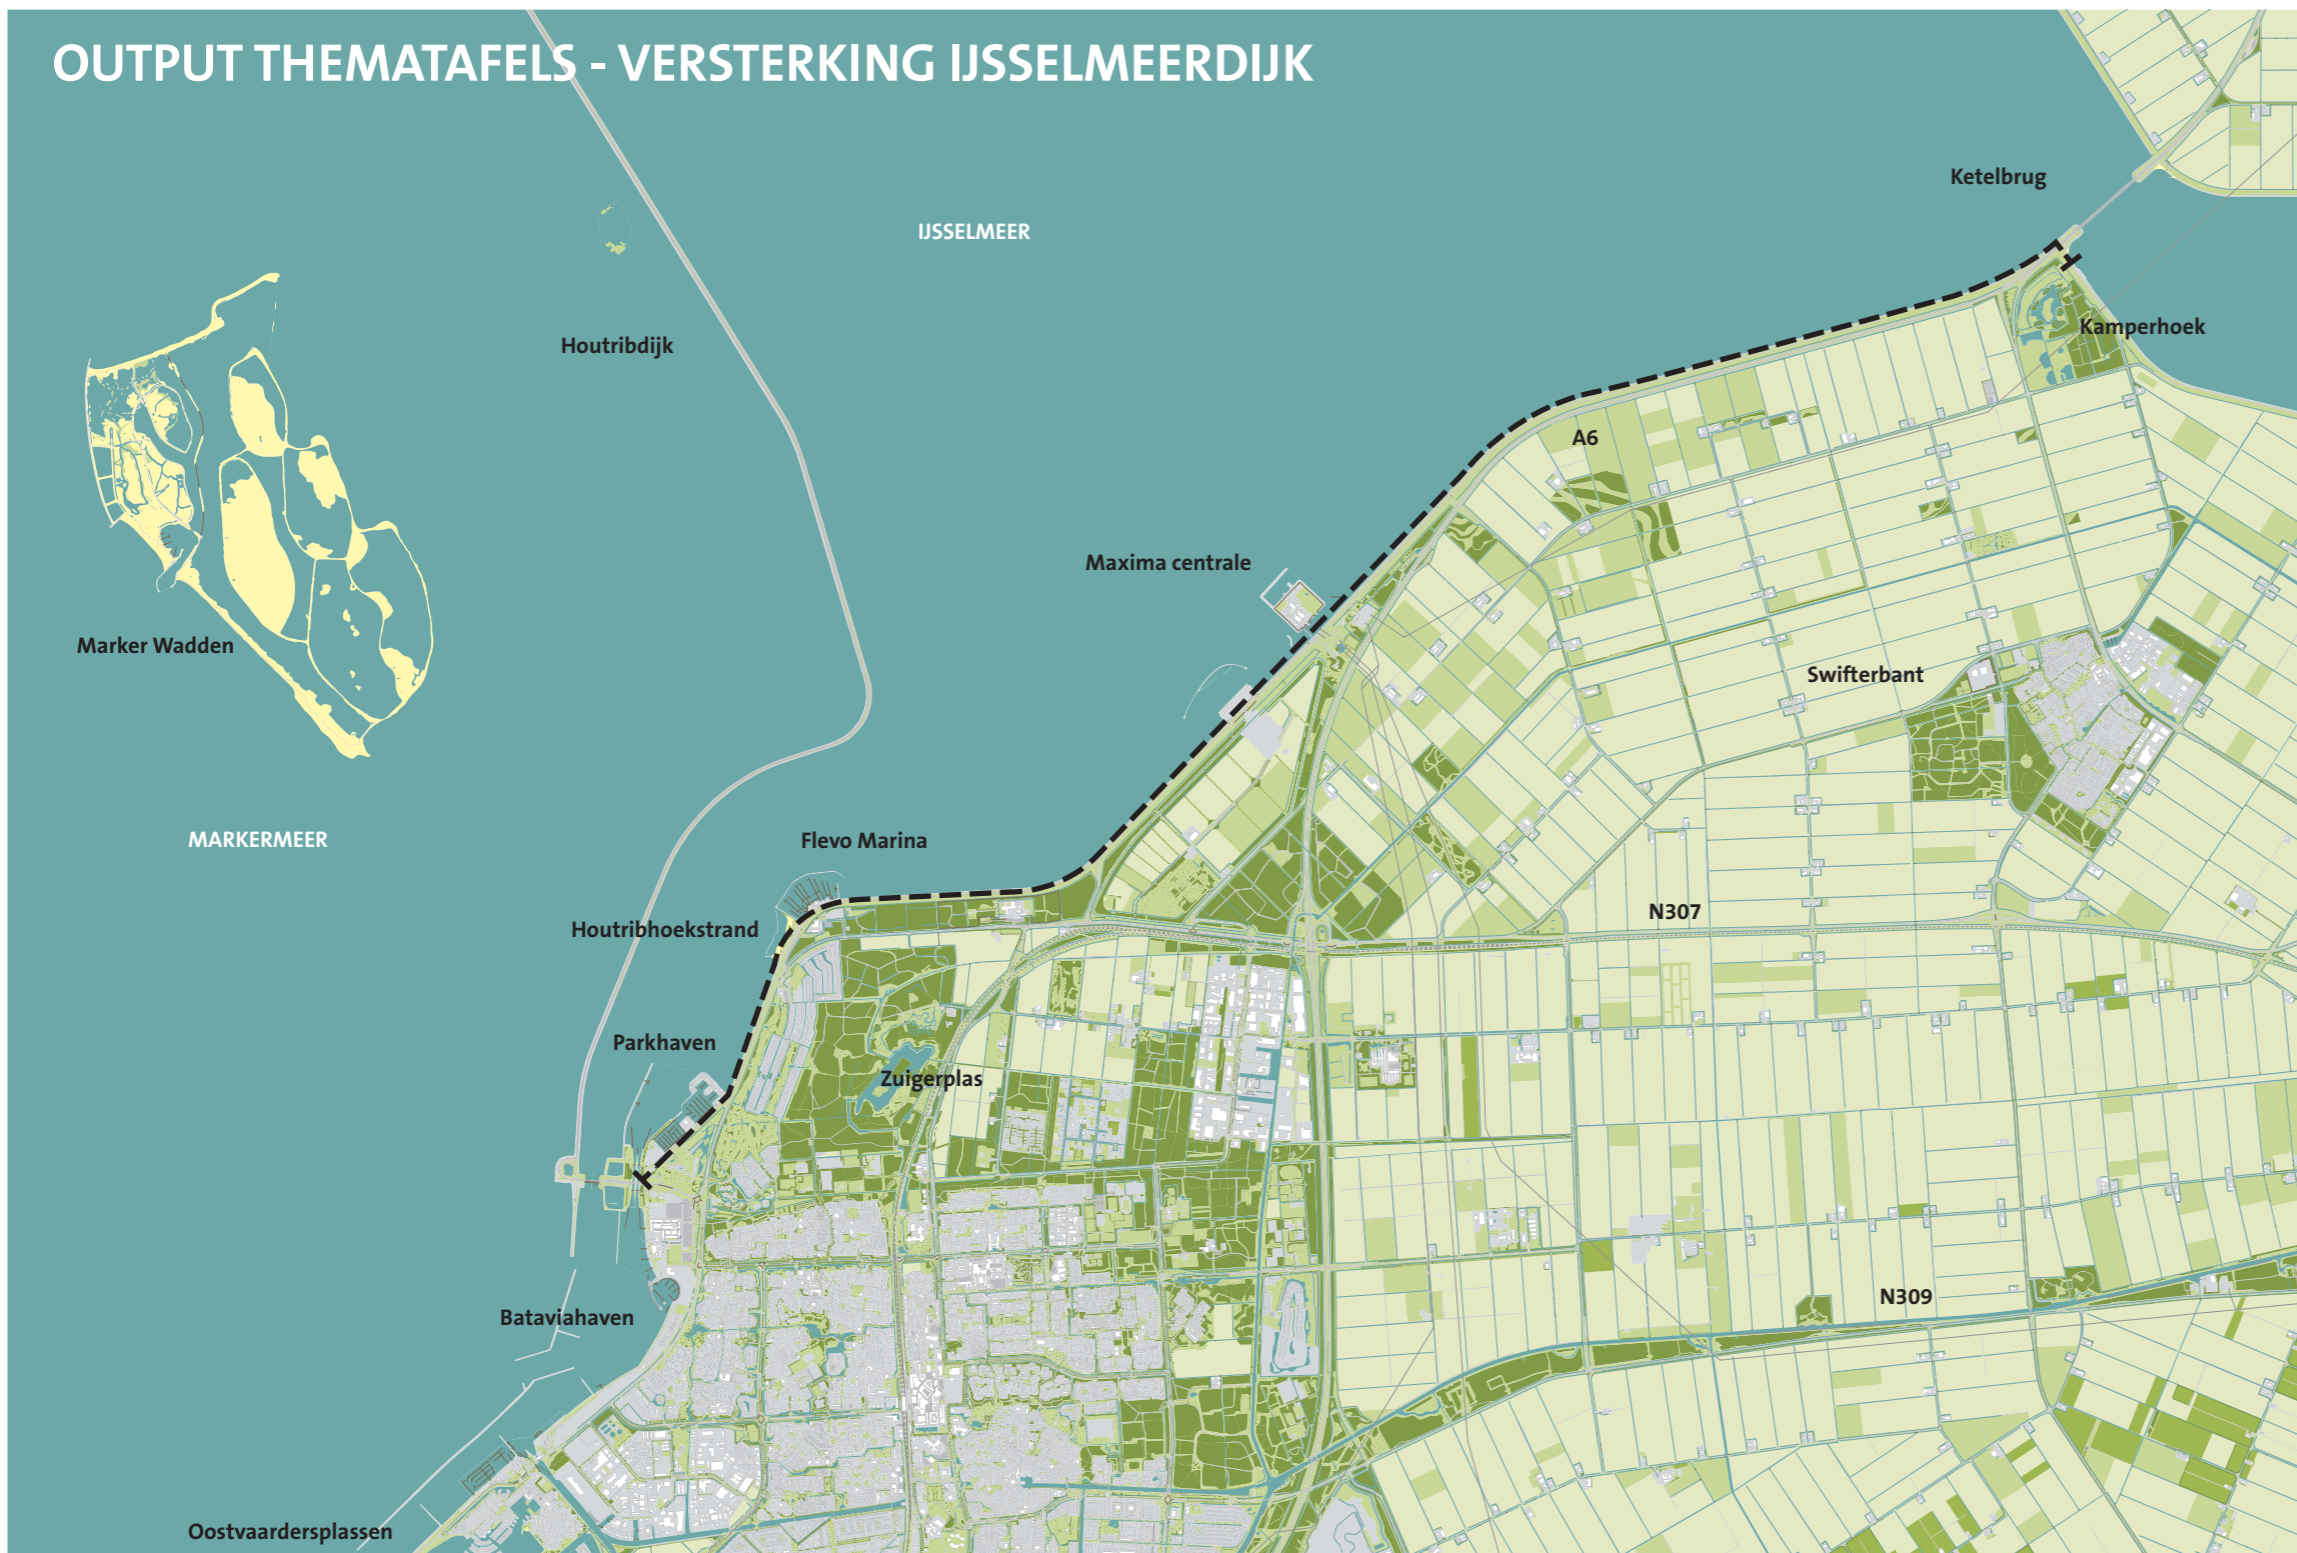 OUTPUT THEMATAFELS - VERSTERKING IJSSELMEERDIJK
Ketelbrug
IJSSELMEER
Kamperhoek
Houtribdijk
A6
Maxima centrale
Marker Wadden
Swifterbant
MARKERMEER
Flevo Marina
N307
Houtribhoekstrand
Parkhaven
Zuigerplas
N309
Bataviahaven
Oostvaardersplassen